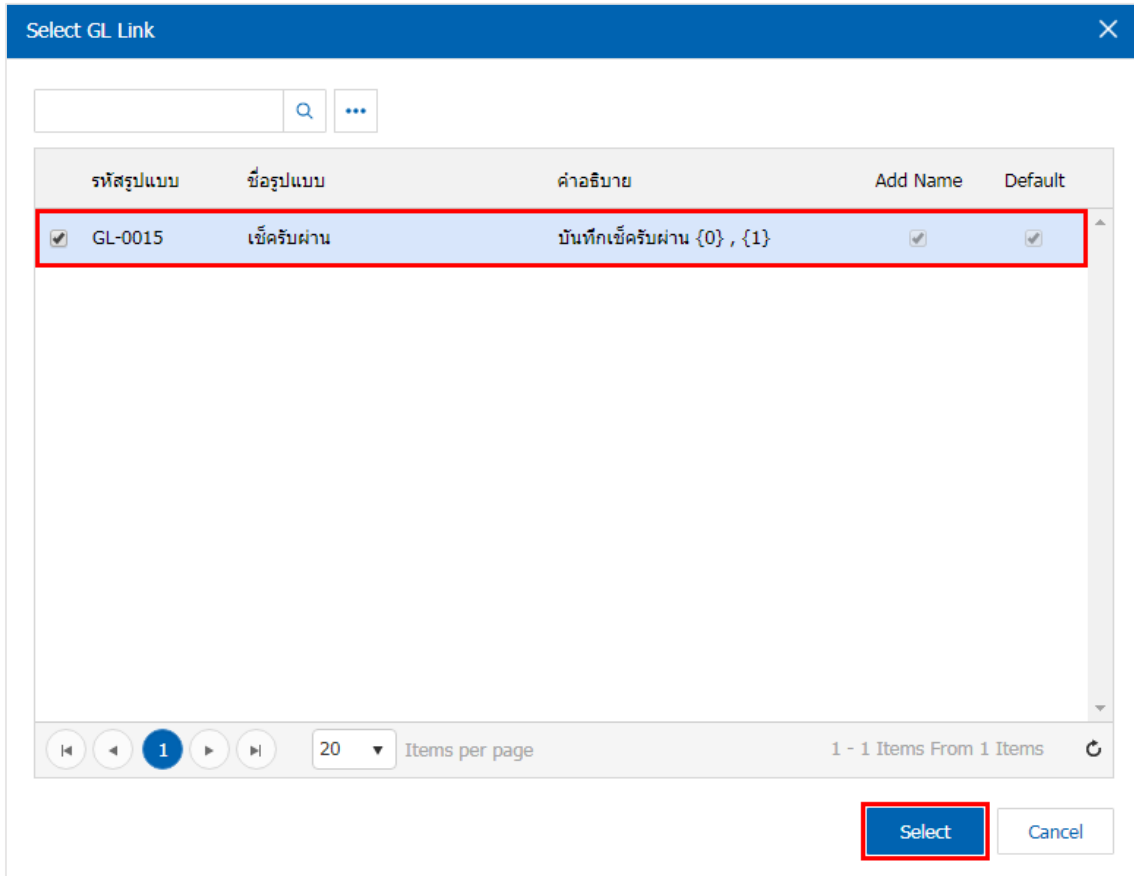 Select GL Link
รหัสรูปแบบ ชื่อรูปแบบ คำอธิบาย Add Name Default
GL-0015 เช็ครับผ่าน บันทึกเช็ครับผ่าน {0} , {1}
1 20 Items per page 1 - 1 Items From 1 Items
Select Cancel